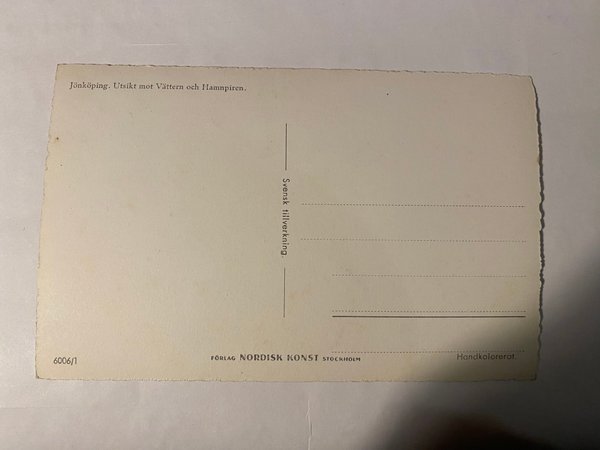 Jönköping. Utsikt mot Vättern och Hamnpiren.
Svensk tillverkning.
6006/1
FÖRLAG NORDISK KONST STOCKHOLM
Handkolorerat.